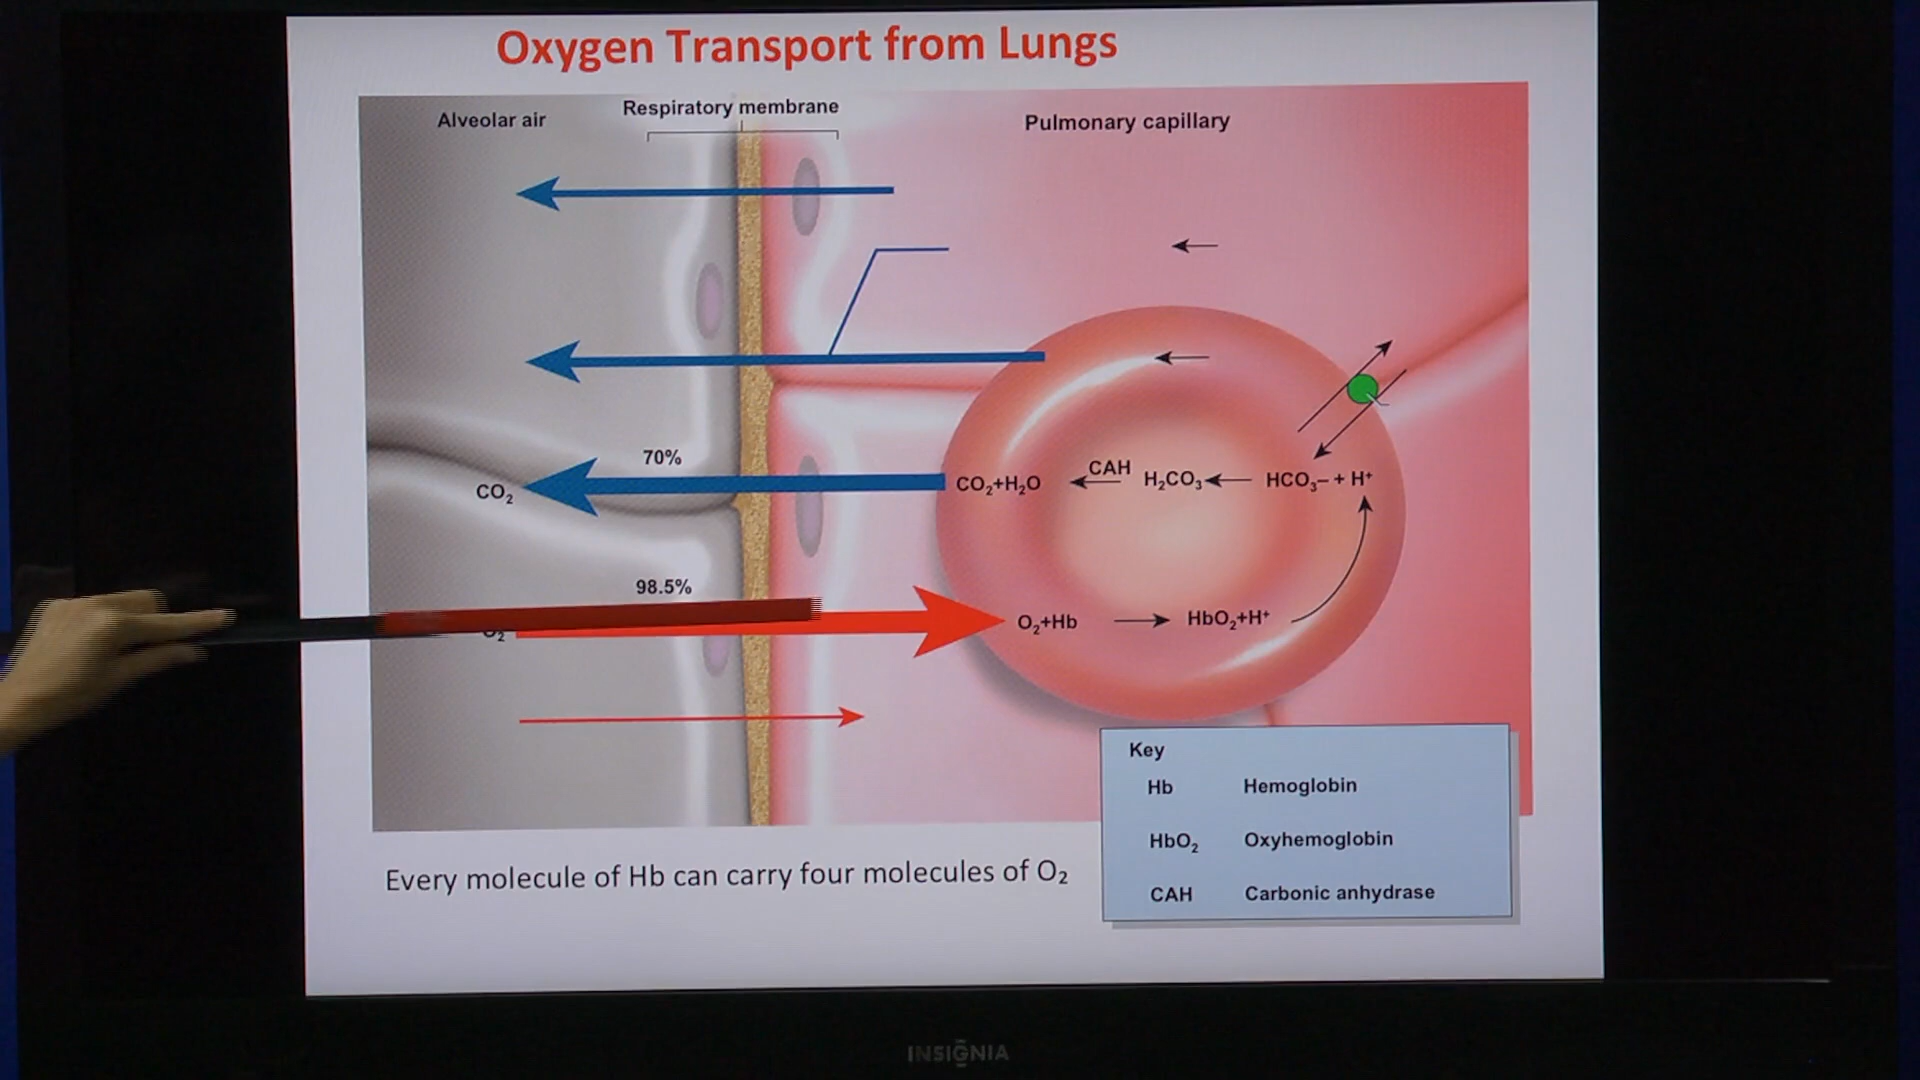 Oxygen Transport from Lungs
Alveolar air
Respiratory membrane
Pulmonary capillary
70%
CO₂
CO₂+H₂O
CAH
H₂CO₃
HCO₃– + H⁺
98.5%
O₂
O₂+Hb
HbO₂+H⁺
Key
Hb Hemoglobin
HbO₂ Oxyhemoglobin
CAH Carbonic anhydrase
Every molecule of Hb can carry four molecules of O₂
INSIGNIA